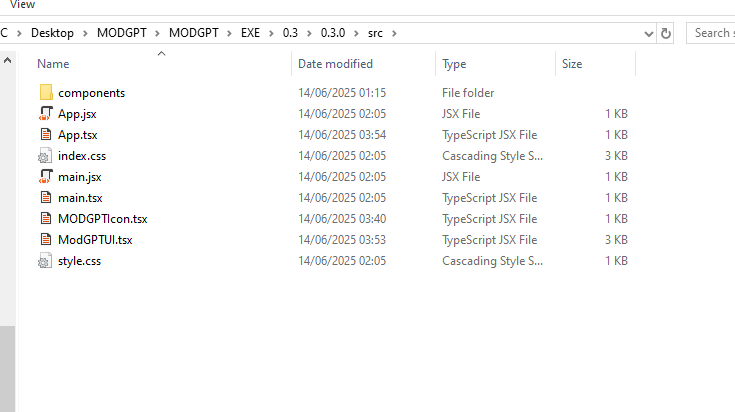 View
C > Desktop > MODGPT > MODGPT > EXE > 0.3 > 0.3.0 > src > Search s
Name Date modified Type Size
components 14/06/2025 01:15 File folder
App.jsx 14/06/2025 02:05 JSX File 1 KB
App.tsx 14/06/2025 03:54 TypeScript JSX File 1 KB
index.css 14/06/2025 02:05 Cascading Style S... 3 KB
main.jsx 14/06/2025 02:05 JSX File 1 KB
main.tsx 14/06/2025 02:05 TypeScript JSX File 1 KB
MODGPTIcon.tsx 14/06/2025 03:40 TypeScript JSX File 1 KB
ModGPTUI.tsx 14/06/2025 03:53 TypeScript JSX File 3 KB
style.css 14/06/2025 02:05 Cascading Style S... 1 KB